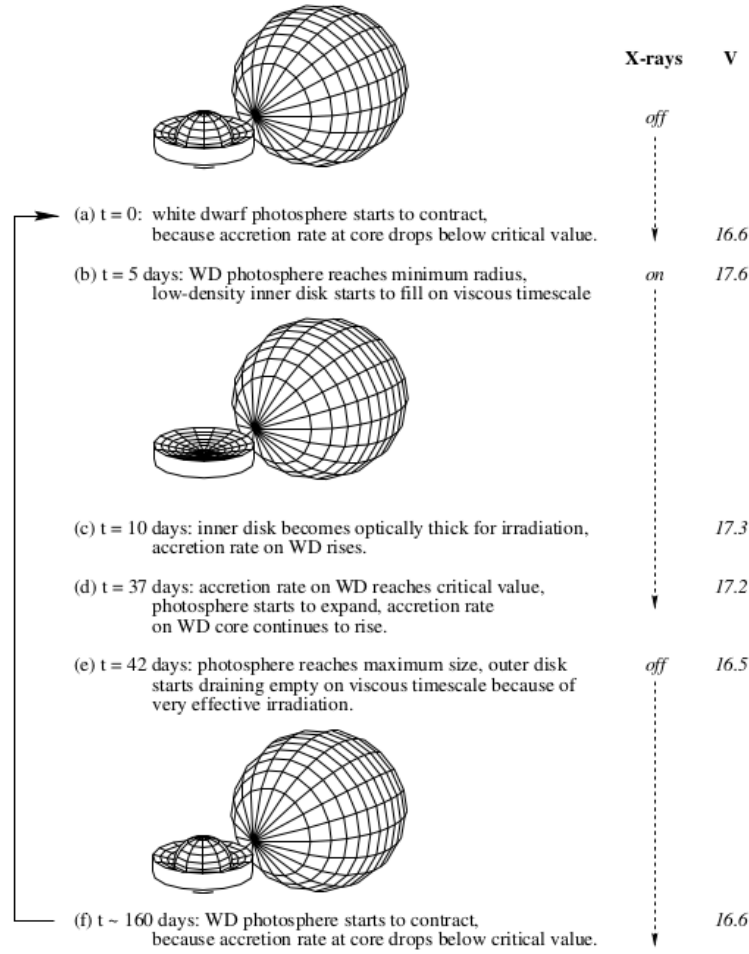 X-rays V
off
(a) t = 0: white dwarf photosphere starts to contract,
because accretion rate at core drops below critical value. 16.6
(b) t = 5 days: WD photosphere reaches minimum radius, on 17.6
low-density inner disk starts to fill on viscous timescale
(c) t = 10 days: inner disk becomes optically thick for irradiation, 17.3
accretion rate on WD rises.
(d) t = 37 days: accretion rate on WD reaches critical value, 17.2
photosphere starts to expand, accretion rate
on WD core continues to rise.
(e) t = 42 days: photosphere reaches maximum size, outer disk off 16.5
starts draining empty on viscous timescale because of
very effective irradiation.
(f) t ~ 160 days: WD photosphere starts to contract, 16.6
because accretion rate at core drops below critical value.